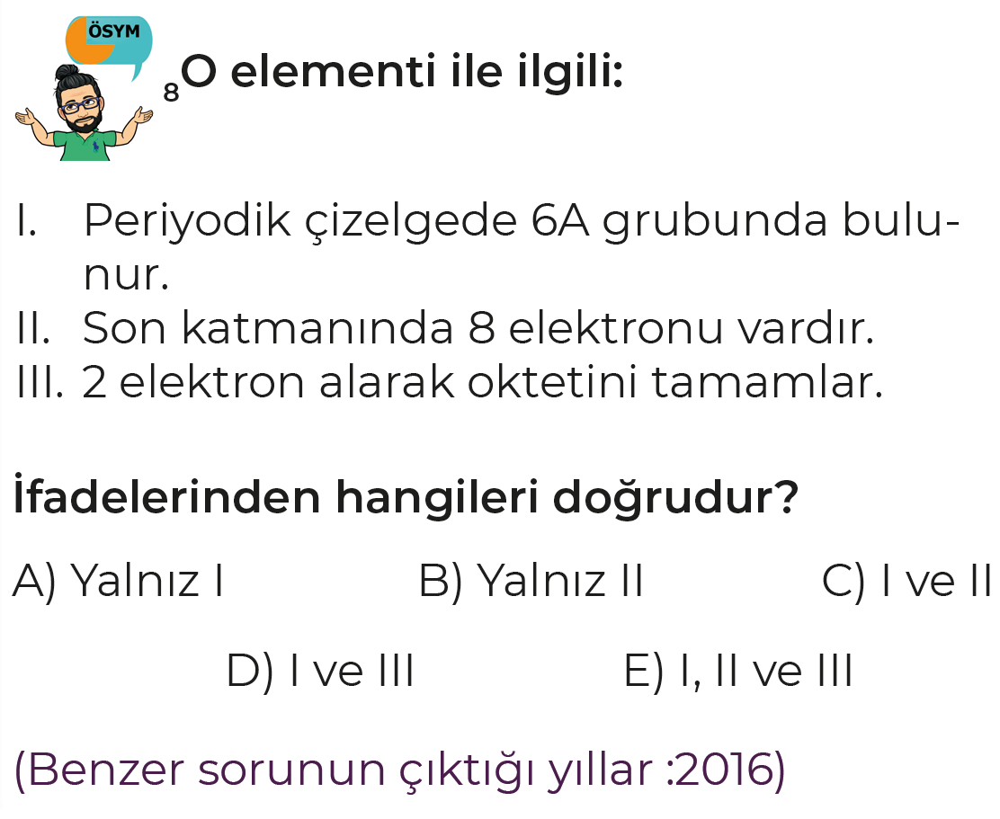 ÖSYM
₈O elementi ile ilgili:
I. Periyodik çizelgede 6A grubunda bulu-
nur.
II. Son katmanında 8 elektronu vardır.
III. 2 elektron alarak oktetini tamamlar.
İfadelerinden hangileri doğrudur?
A) Yalnız I B) Yalnız II C) I ve II
D) I ve III E) I, II ve III
(Benzer sorunun çıktığı yıllar :2016)